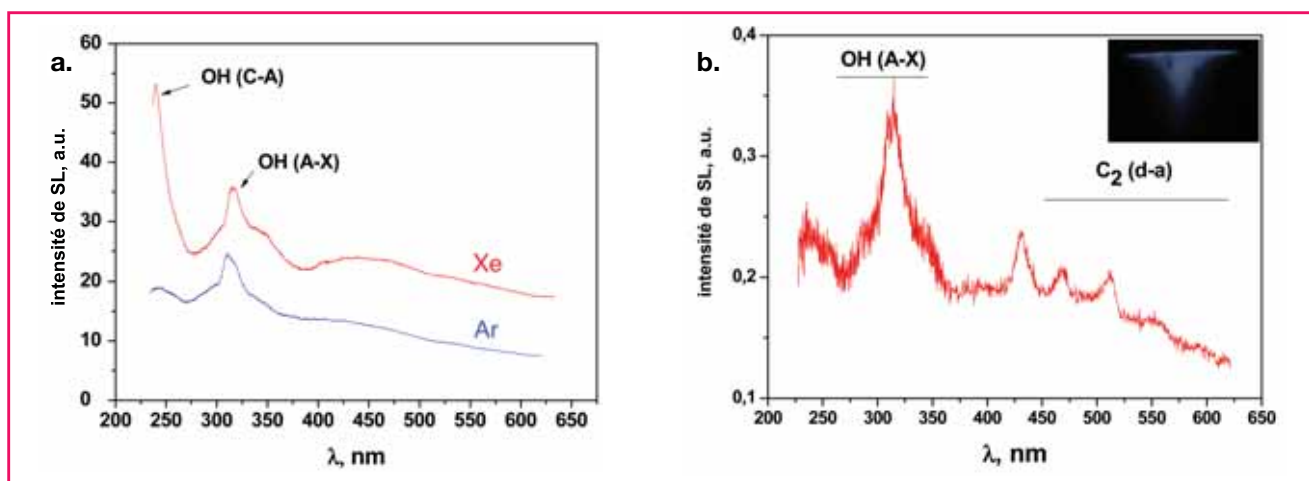 a.
intensité de SL, a.u.
60
50
40
30
20
10
0
OH (C-A)
OH (A-X)
Xe
Ar
200 250 300 350 400 450 500 550 600 650
λ, nm
b.
intensité de SL, a.u.
0,4
0,3
0,2
0,1
OH (A-X)
C₂ (d-a)
200 250 300 350 400 450 500 550 600 650
λ, nm